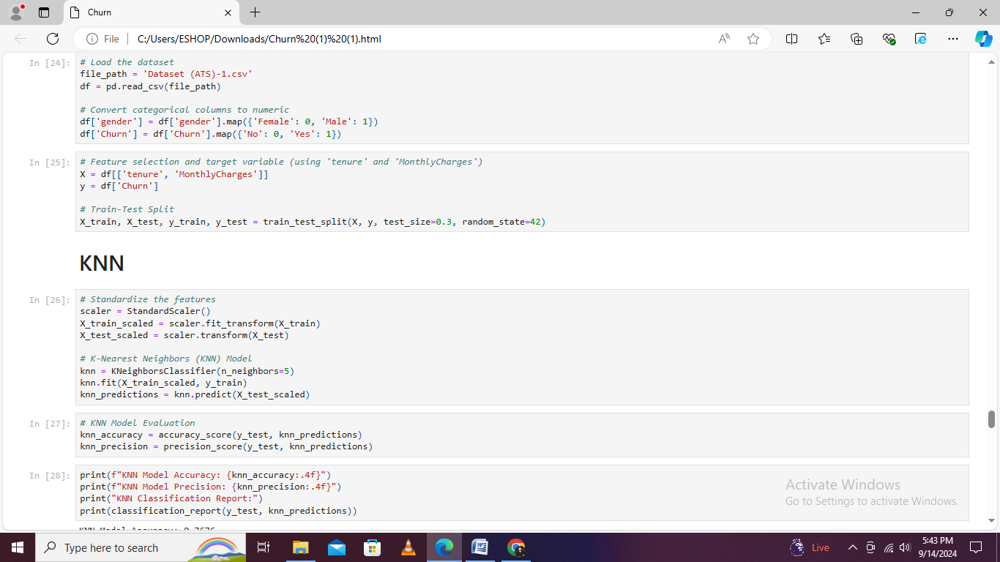 Churn
File
C:/Users/ESHOP/Downloads/Churn%20(1)%20(1).html
In [24]:
# Load the dataset
file_path = 'Dataset (ATS)-1.csv'
df = pd.read_csv(file_path)
# Convert categorical columns to numeric
df['gender'] = df['gender'].map({'Female': 0, 'Male': 1})
df['Churn'] = df['Churn'].map({'No': 0, 'Yes': 1})
In [25]:
# Feature selection and target variable (using 'tenure' and 'MonthlyCharges')
X = df[['tenure', 'MonthlyCharges']]
y = df['Churn']
# Train-Test Split
X_train, X_test, y_train, y_test = train_test_split(X, y, test_size=0.3, random_state=42)
KNN
In [26]:
# Standardize the features
scaler = StandardScaler()
X_train_scaled = scaler.fit_transform(X_train)
X_test_scaled = scaler.transform(X_test)
# K-Nearest Neighbors (KNN) Model
knn = KNeighborsClassifier(n_neighbors=5)
knn.fit(X_train_scaled, y_train)
knn_predictions = knn.predict(X_test_scaled)
In [27]:
# KNN Model Evaluation
knn_accuracy = accuracy_score(y_test, knn_predictions)
knn_precision = precision_score(y_test, knn_predictions)
In [28]:
print(f"KNN Model Accuracy: {knn_accuracy:.4f}")
print(f"KNN Model Precision: {knn_precision:.4f}")
print("KNN Classification Report:")
print(classification_report(y_test, knn_predictions))
Activate Windows
Go to Settings to activate Windows.
KNN Model Accuracy:
Type here to search
Live
5:43 PM
9/14/2024